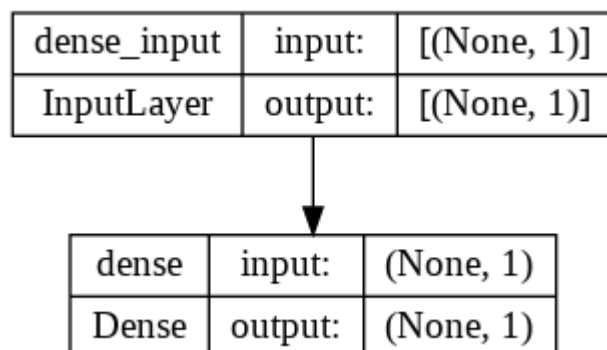 dense_input input: [(None, 1)]
InputLayer output: [(None, 1)]
dense input: (None, 1)
Dense output: (None, 1)